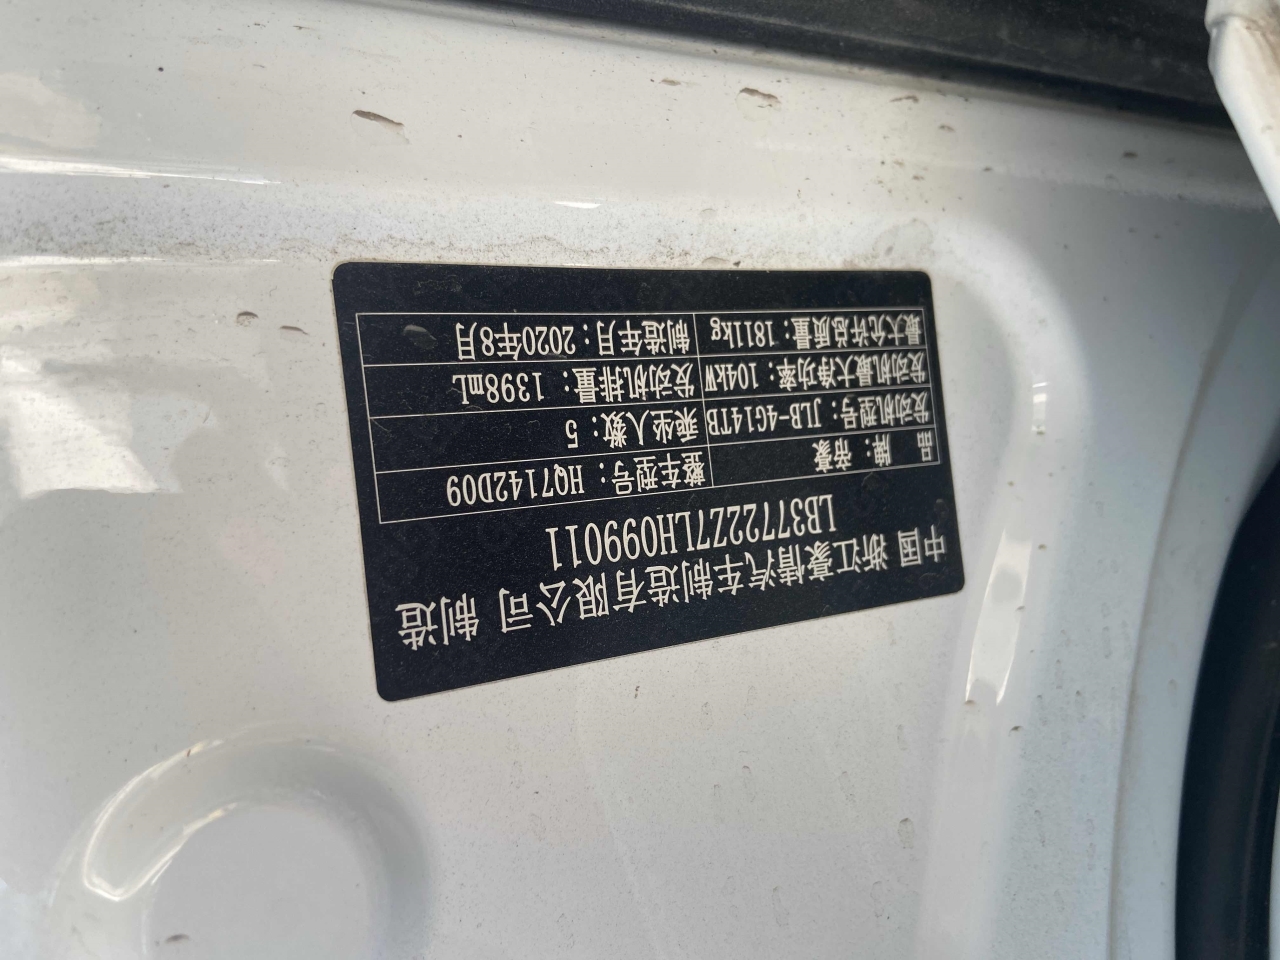 中国 浙江豪情汽车制造有限公司 制造
LB37722Z7LH099011
品 牌：帝豪 整车型号：HQ7142D09
发动机型号：JLB-4G14TB 乘坐人数：5
发动机最大净功率：104kW 发动机排量：1398mL
最大允许总质量：1811kg 制造年月：2020年8月